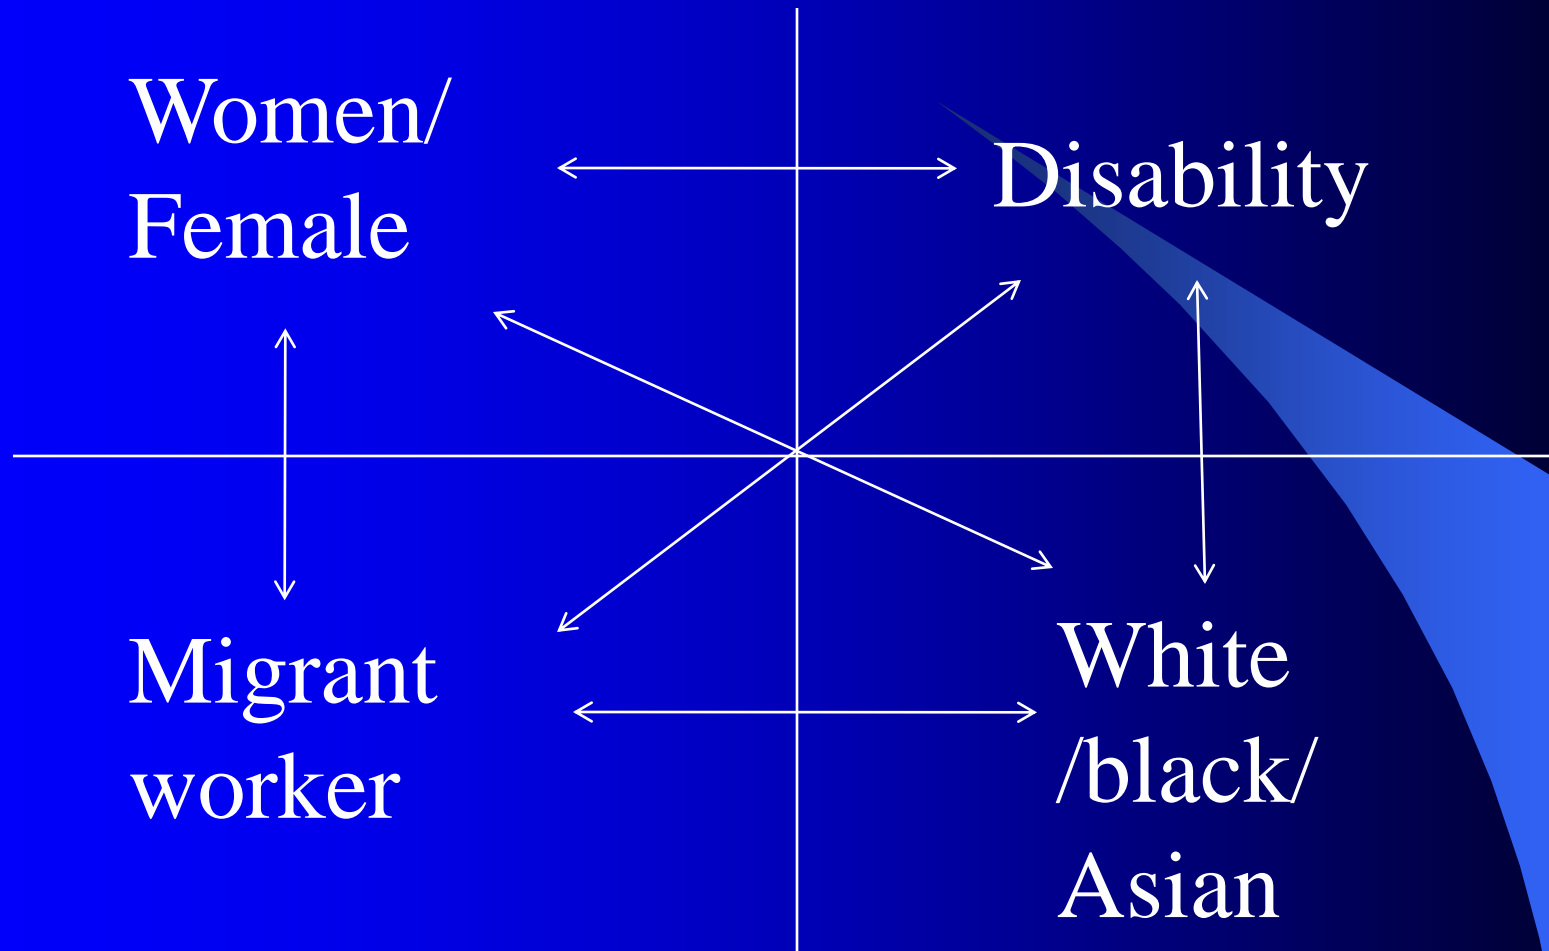 Women/
Female
Disability
Migrant
worker
White
/black/
Asian